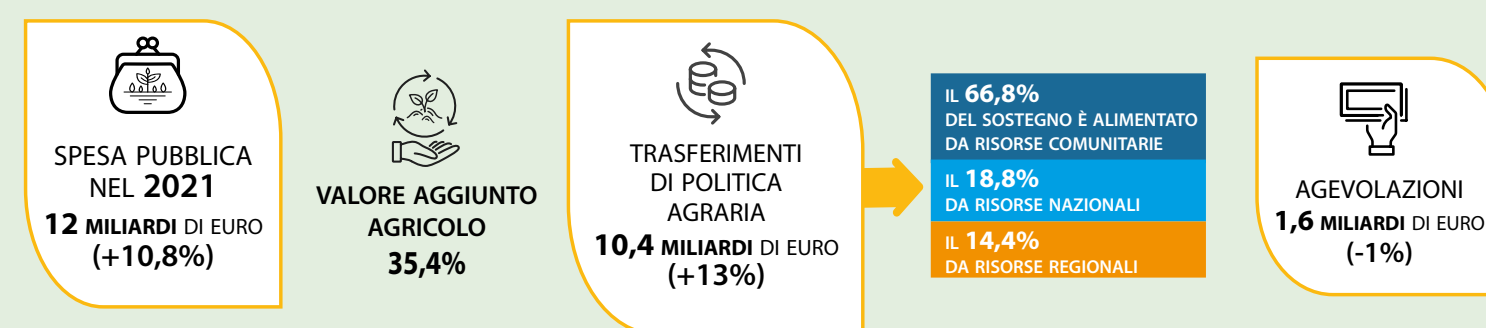 SPESA PUBBLICA
NEL 2021
12 MILIARDI DI EURO
(+10,8%)
VALORE AGGIUNTO
AGRICOLO
35,4%
TRASFERIMENTI
DI POLITICA
AGRARIA
10,4 MILIARDI DI EURO
(+13%)
IL 66,8%
DEL SOSTEGNO È ALIMENTATO
DA RISORSE COMUNITARIE
IL 18,8%
DA RISORSE NAZIONALI
IL 14,4%
DA RISORSE REGIONALI
AGEVOLAZIONI
1,6 MILIARDI DI EURO
(-1%)